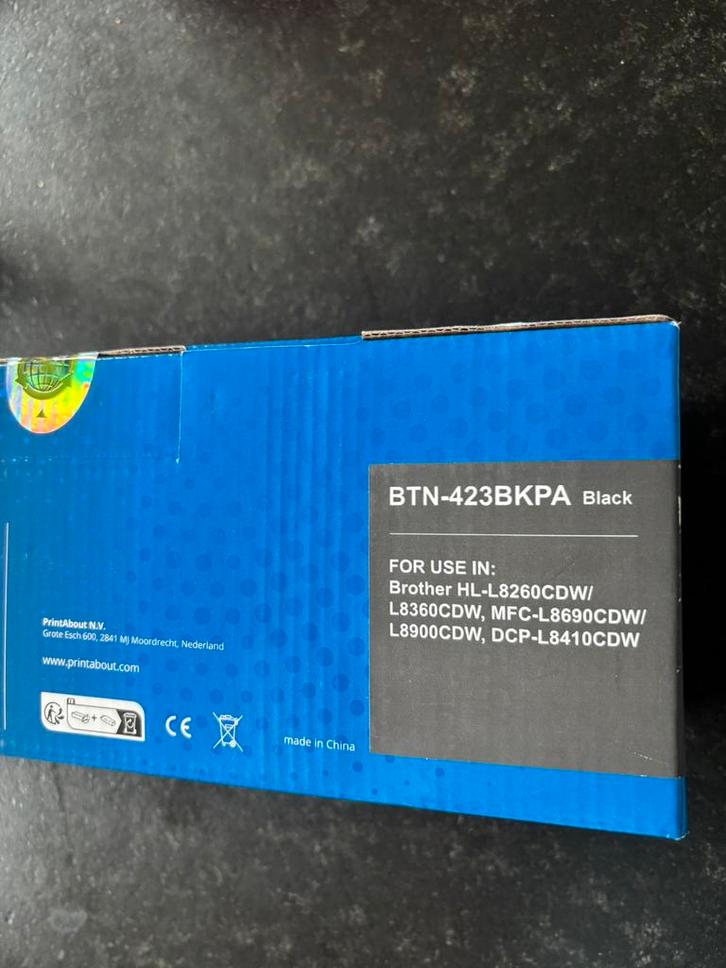 BTN-423BKPA Black
FOR USE IN:
Brother HL-L8260CDW/
L8360CDW, MFC-L8690CDW/
L8900CDW, DCP-L8410CDW
PrintAbout N.V.
Grote Esch 600, 2841 MJ Moordrecht, Nederland
www.printabout.com
CE
made in China